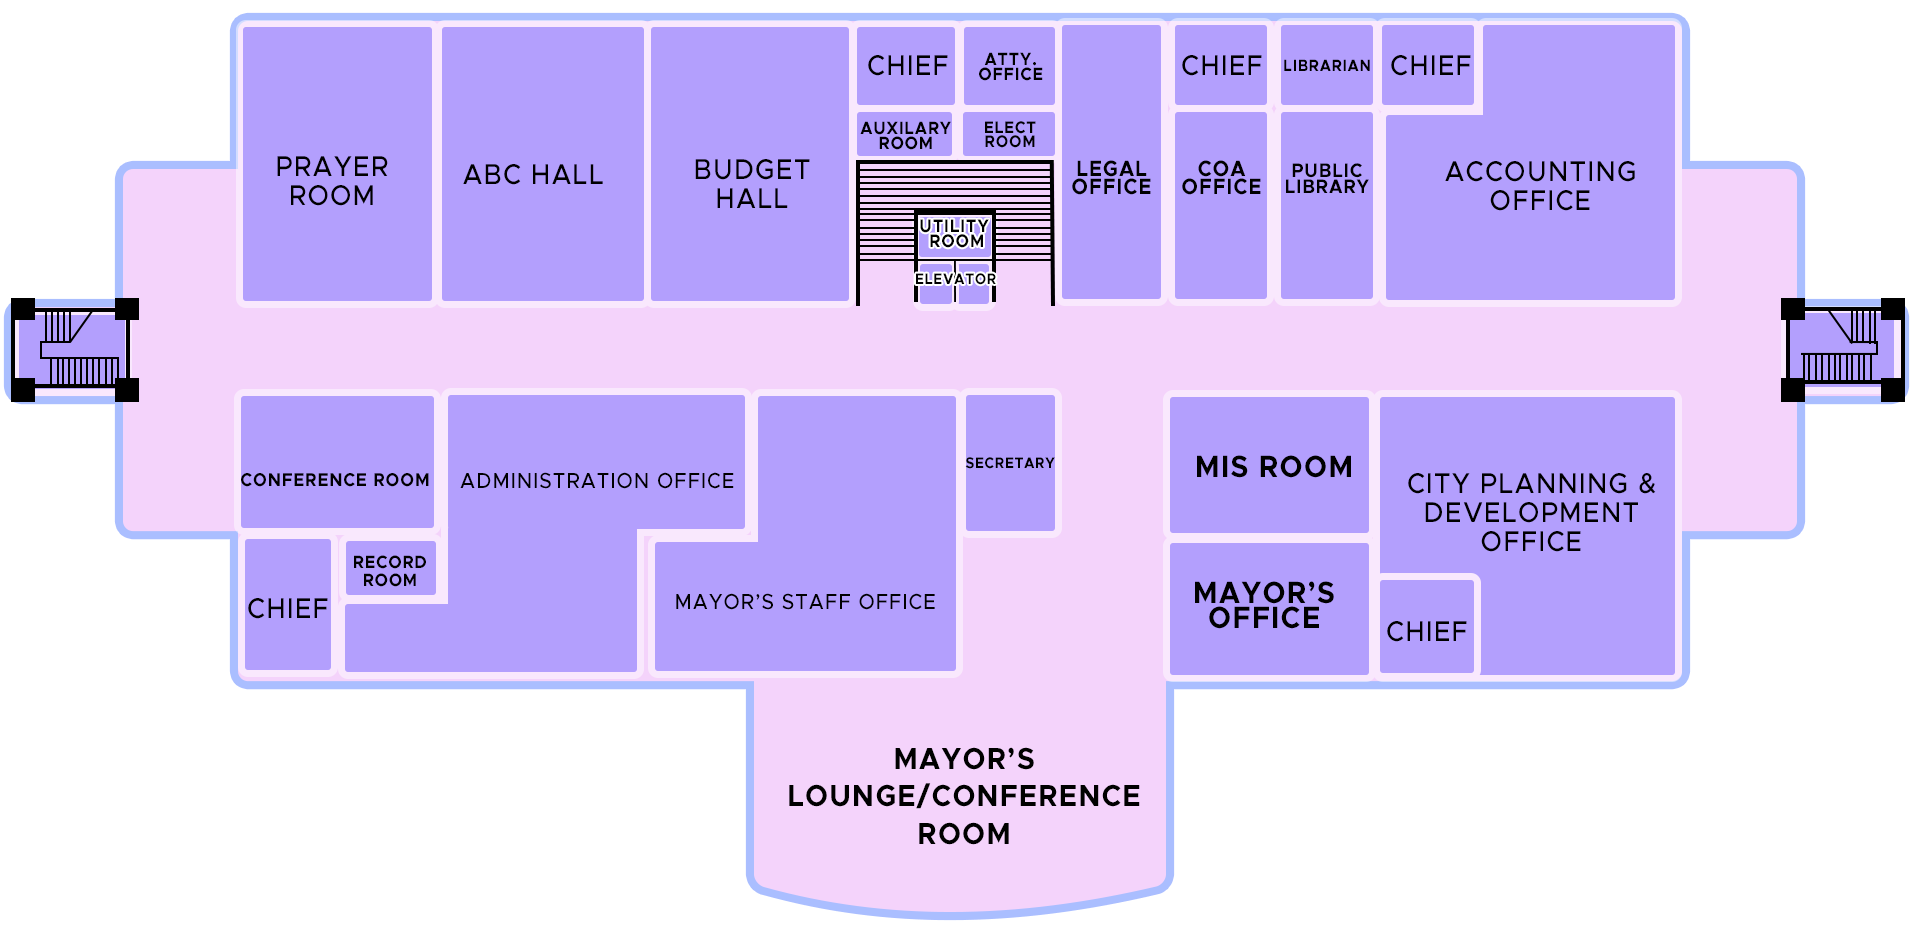 CHIEF
ATTY.
OFFICE
CHIEF
LIBRARIAN
CHIEF
AUXILARY
ROOM
ELECT
ROOM
PRAYER
ROOM
ABC HALL
BUDGET
HALL
LEGAL
OFFICE
COA
OFFICE
PUBLIC
LIBRARY
ACCOUNTING
OFFICE
UTILITY
ROOM
ELEVATOR
CONFERENCE ROOM
ADMINISTRATION OFFICE
SECRETARY
MIS ROOM
CITY PLANNING &
DEVELOPMENT
OFFICE
RECORD
ROOM
CHIEF
MAYOR’S STAFF OFFICE
MAYOR’S
OFFICE
CHIEF
MAYOR’S
LOUNGE/CONFERENCE
ROOM